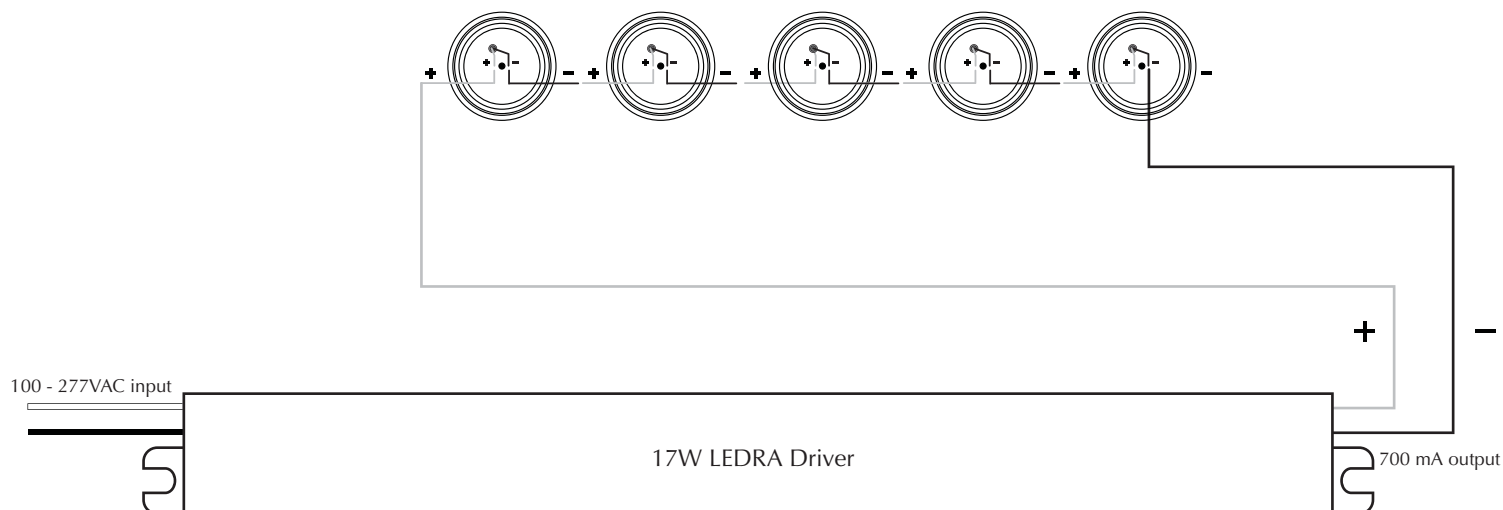 + + - - + + - - + + - - + + - - + + - -
+ -
100 - 277VAC input
17W LEDRA Driver
700 mA output